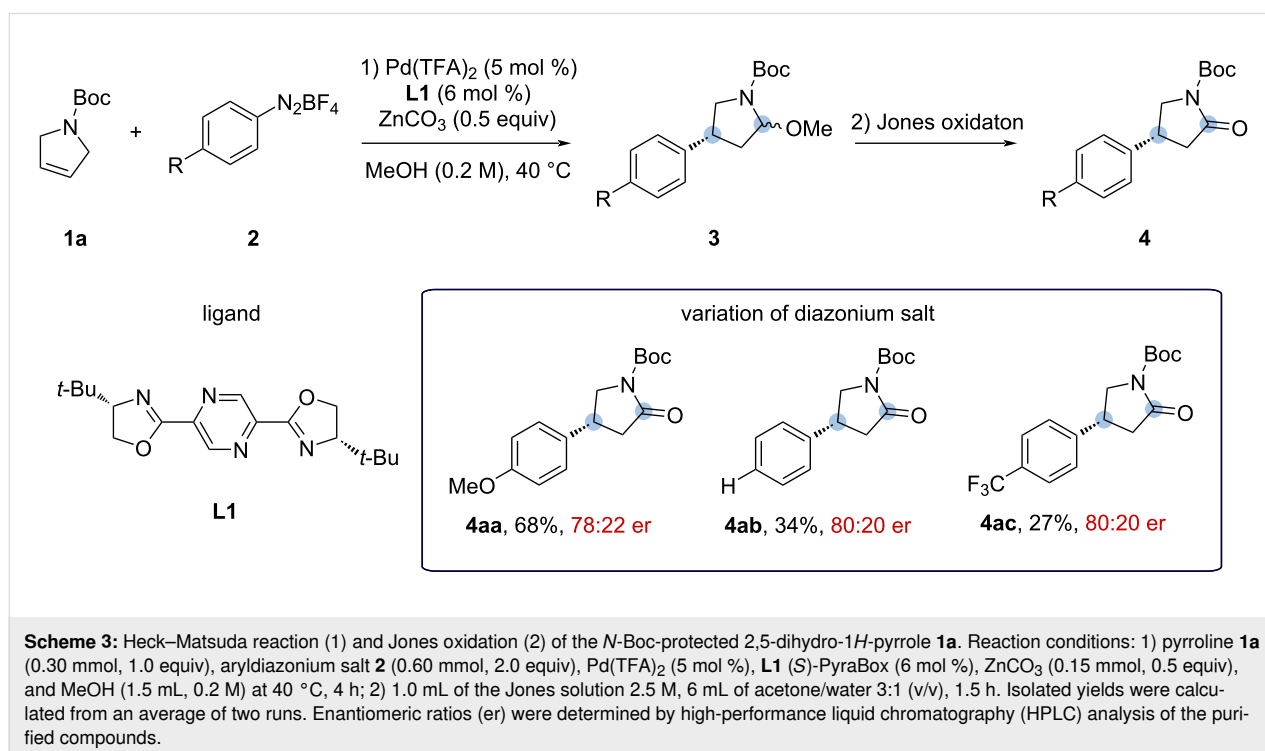 Boc
N
1a
+
N2BF4
R
2
1) Pd(TFA)2 (5 mol %)
L1 (6 mol %)
ZnCO3 (0.5 equiv)
MeOH (0.2 M), 40 °C
Boc
N
OMe
R
3
2) Jones oxidaton
Boc
N
O
R
4
ligand
t-Bu
N
O
N
N
O
N
t-Bu
L1
variation of diazonium salt
Boc
N
O
MeO
4aa, 68%, 78:22 er
Boc
N
O
H
4ab, 34%, 80:20 er
Boc
N
O
F3C
4ac, 27%, 80:20 er
Scheme 3: Heck–Matsuda reaction (1) and Jones oxidation (2) of the N-Boc-protected 2,5-dihydro-1H-pyrrole 1a. Reaction conditions: 1) pyrroline 1a
(0.30 mmol, 1.0 equiv), aryldiazonium salt 2 (0.60 mmol, 2.0 equiv), Pd(TFA)2 (5 mol %), L1 (S)-PyraBox (6 mol %), ZnCO3 (0.15 mmol, 0.5 equiv),
and MeOH (1.5 mL, 0.2 M) at 40 °C, 4 h; 2) 1.0 mL of the Jones solution 2.5 M, 6 mL of acetone/water 3:1 (v/v), 1.5 h. Isolated yields were calcu-
lated from an average of two runs. Enantiomeric ratios (er) were determined by high-performance liquid chromatography (HPLC) analysis of the puri-
fied compounds.